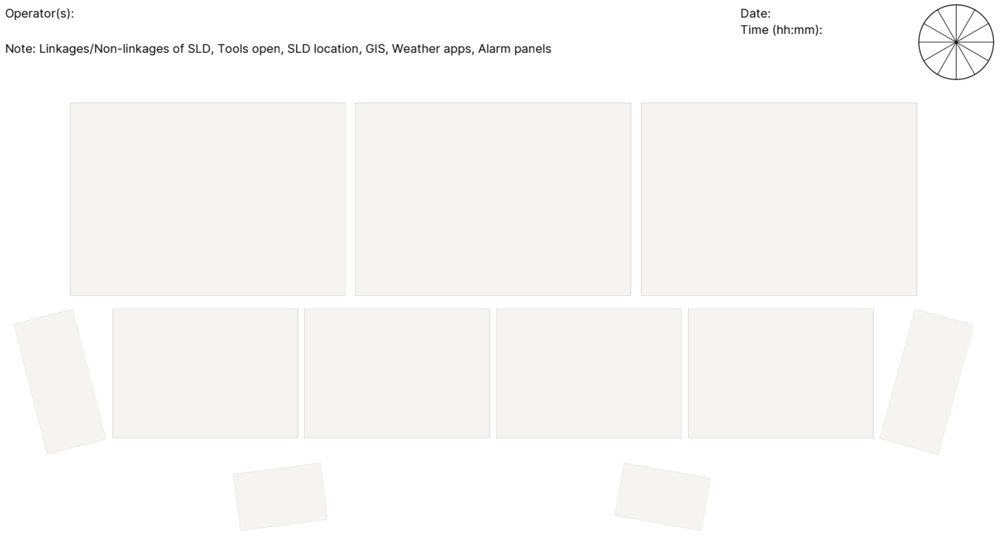 Operator(s):
Date:
Time (hh:mm):
Note: Linkages/Non-linkages of SLD, Tools open, SLD location, GIS, Weather apps, Alarm panels